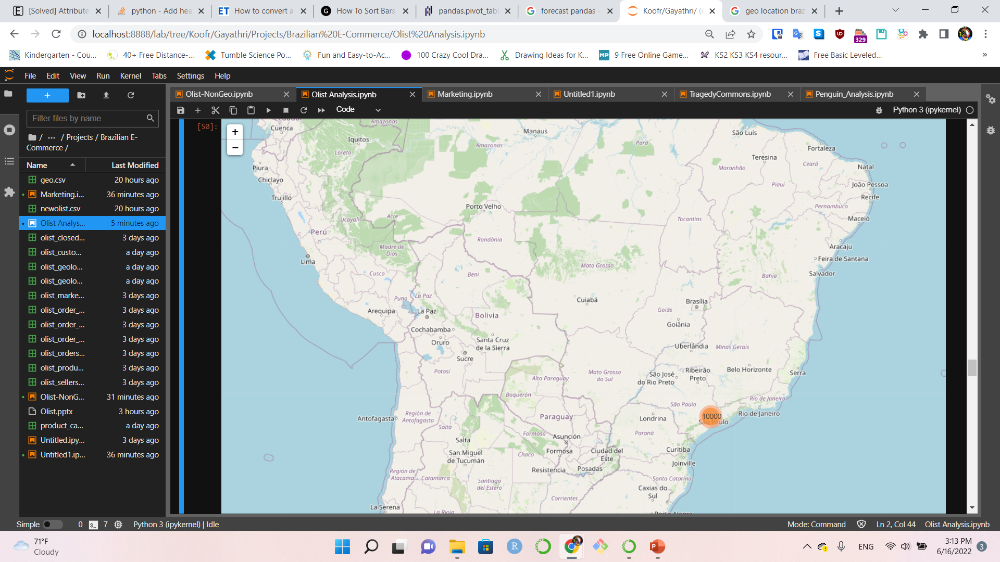 [Solved] Attribute
python - Add hea
How to convert a
How To Sort Bars
pandas.pivot_tab
forecast pandas -
Koofr/Gayathri/ (
geo location braz
localhost:8888/lab/tree/Koofr/Gayathri/Projects/Brazilian%20E-Commerce/Olist%20Analysis.ipynb
329
Kindergarten - Cou...
40+ Free Distance-...
Tumble Science Po...
Fun and Easy-to-Ac...
100 Crazy Cool Dra...
Drawing Ideas for K...
9 Free Online Game...
KS2 KS3 KS4 resour...
Free Basic Leveled...
File Edit View Run Kernel Tabs Settings Help
Olist-NonGeo.ipynb
Olist Analysis.ipynb
Marketing.ipynb
Untitled1.ipynb
TragedyCommons.ipynb
Penguin_Analysis.ipynb
Code
Python 3 (ipykernel)
Filter files by name
/ ··· / Projects / Brazilian E-
Commerce /
Name Last Modified
geo.csv 20 hours ago
Marketing.i... 36 minutes ago
newolist.csv 20 hours ago
Olist Analys... 5 minutes ago
olist_closed... 3 days ago
olist_custo... a day ago
olist_geolo... a day ago
olist_geolo... a day ago
olist_marke... 3 days ago
olist_order_... 3 days ago
olist_order_... 3 days ago
olist_order_... 3 days ago
olist_orders... 3 days ago
olist_produ... 3 days ago
olist_sellers... 3 days ago
Olist-NonG... 31 minutes ago
Olist.pptx 3 hours ago
product_ca... a day ago
Untitled.ipy... 3 days ago
Untitled1.ip... 36 minutes ago
[50]:
+
−
Ecuador
Cuenca
Amazonas
Iquitos
Loreto
Manaus
Amazonas
Pará
São Luís
Fortaleza
Teresina
Ceará
Maranhão
Natal
Piura
Chiclayo
Piauí
João Pessoa
Trujillo
Recife
Porto Velho
Pernambuco
Acre
Ucayali
Tocantins
Maceió
Perú
Rondônia
Madre de
Dios
Aracaju
Lima
Feira de Santana
Mato Grosso
Cusco
Beni
Bahia
Salvador
Puno
La Paz
Cuiabá
Brasília
Arequipa
La Paz
Goiás
Bolivia
Goiânia
Cochabamba
Santa Cruz
de la Sierra
Oruro
Uberlândia
Minas Gerais
Sucre
Potosí
Mato Grosso
do Sul
São José
do Rio Preto
Ribeirão
Preto
Belo Horizonte
Serra
Alto Paraguay
Boquerón
Rio de Janeiro
São Paulo
Región de
Antofagasta
Antofagasta
Paraguay
Londrina
10000
São Paulo
Rio de Janeiro
Salta
Formosa
Asunción
Paraná
Salta
San Miguel
de Tucumán
Chaco
Formosa
Ciudad del
Este
Curitiba
Joinville
Resistencia
Posadas
Región de
Atacama
Catamarca
Santiago
del Estero
Santa Catarina
Caxias do
Sul
Corrientes
La Serena
La Rioja
Porto Alegre
Simple
0
7
Python 3 (ipykernel) | Idle
Mode: Command
Ln 2, Col 44
Olist Analysis.ipynb
71°F
Cloudy
ENG
3:13 PM
6/16/2022
3